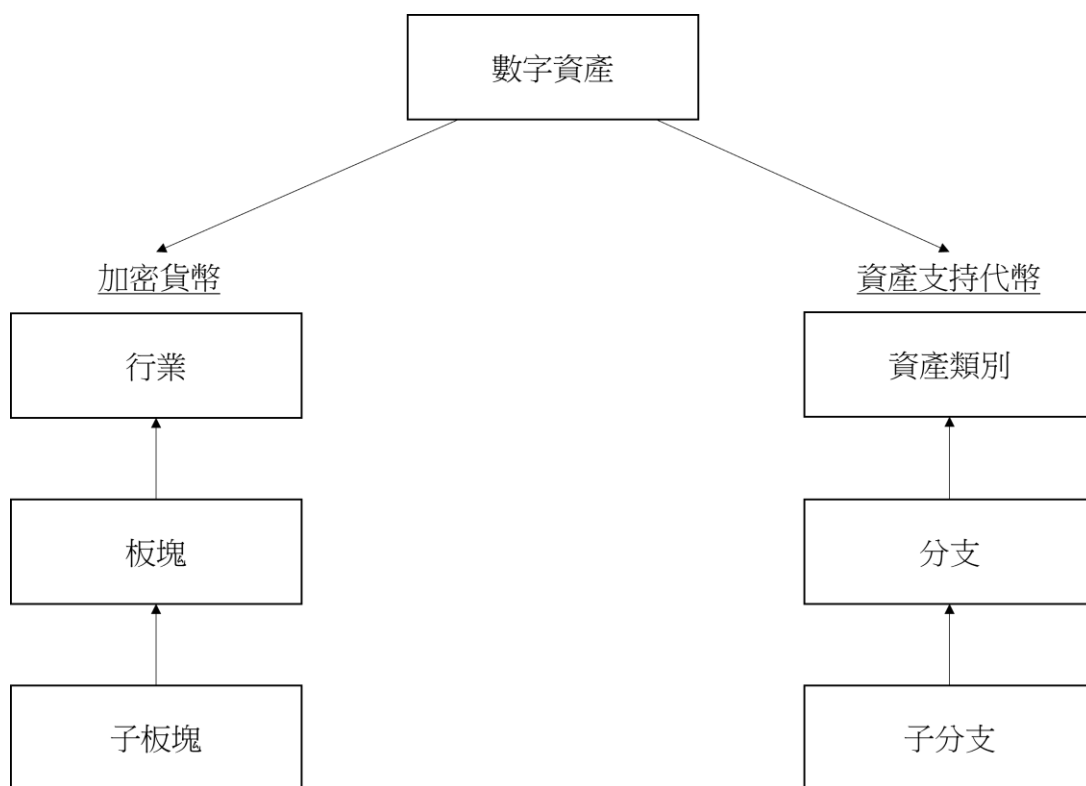 數字資產
加密貨幣
資產支持代幣
行業
資產類別
板塊
分支
子板塊
子分支